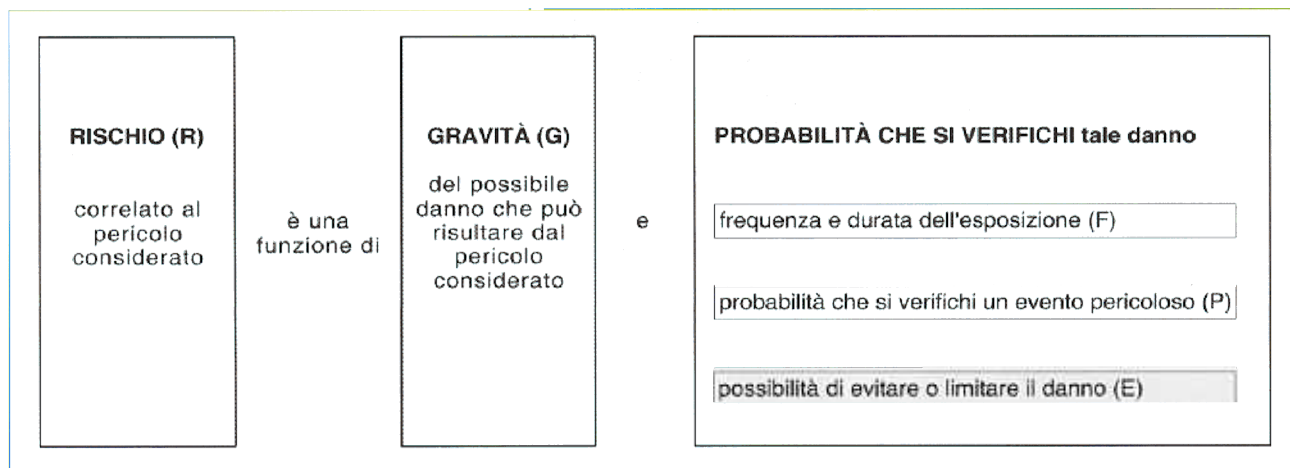 RISCHIO (R)
correlato al
pericolo
considerato
è una
funzione di
GRAVITÀ (G)
del possibile
danno che può
risultare dal
pericolo
considerato
e
PROBABILITÀ CHE SI VERIFICHI tale danno
frequenza e durata dell'esposizione (F)
probabilità che si verifichi un evento pericoloso (P)
possibilità di evitare o limitare il danno (E)